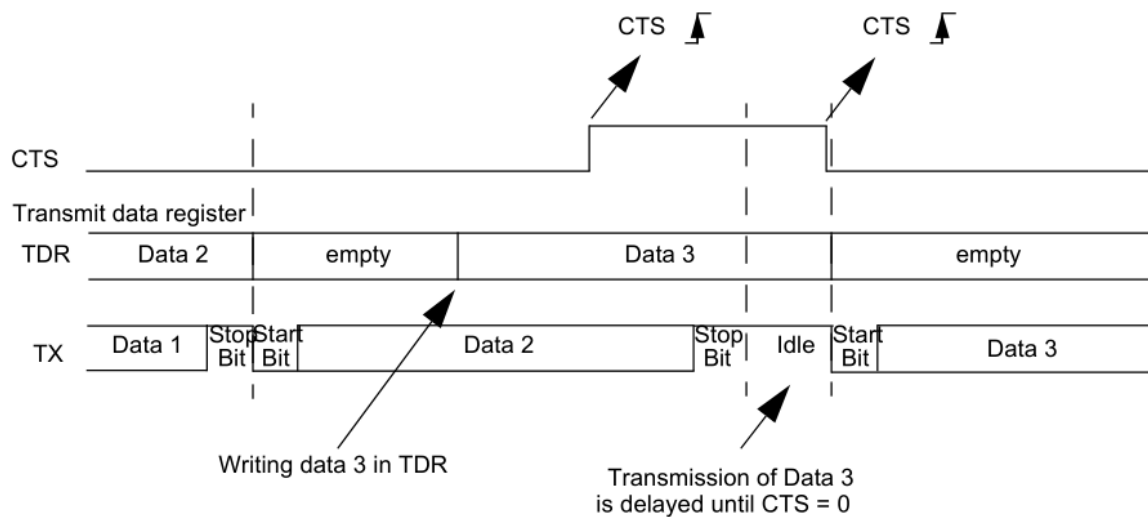 CTS
CTS
CTS
Transmit data register
TDR
Data 2
empty
Data 3
empty
TX
Data 1
Stop
Bit
Start
Bit
Data 2
Stop
Bit
Idle
Start
Bit
Data 3
Writing data 3 in TDR
Transmission of Data 3
is delayed until CTS = 0